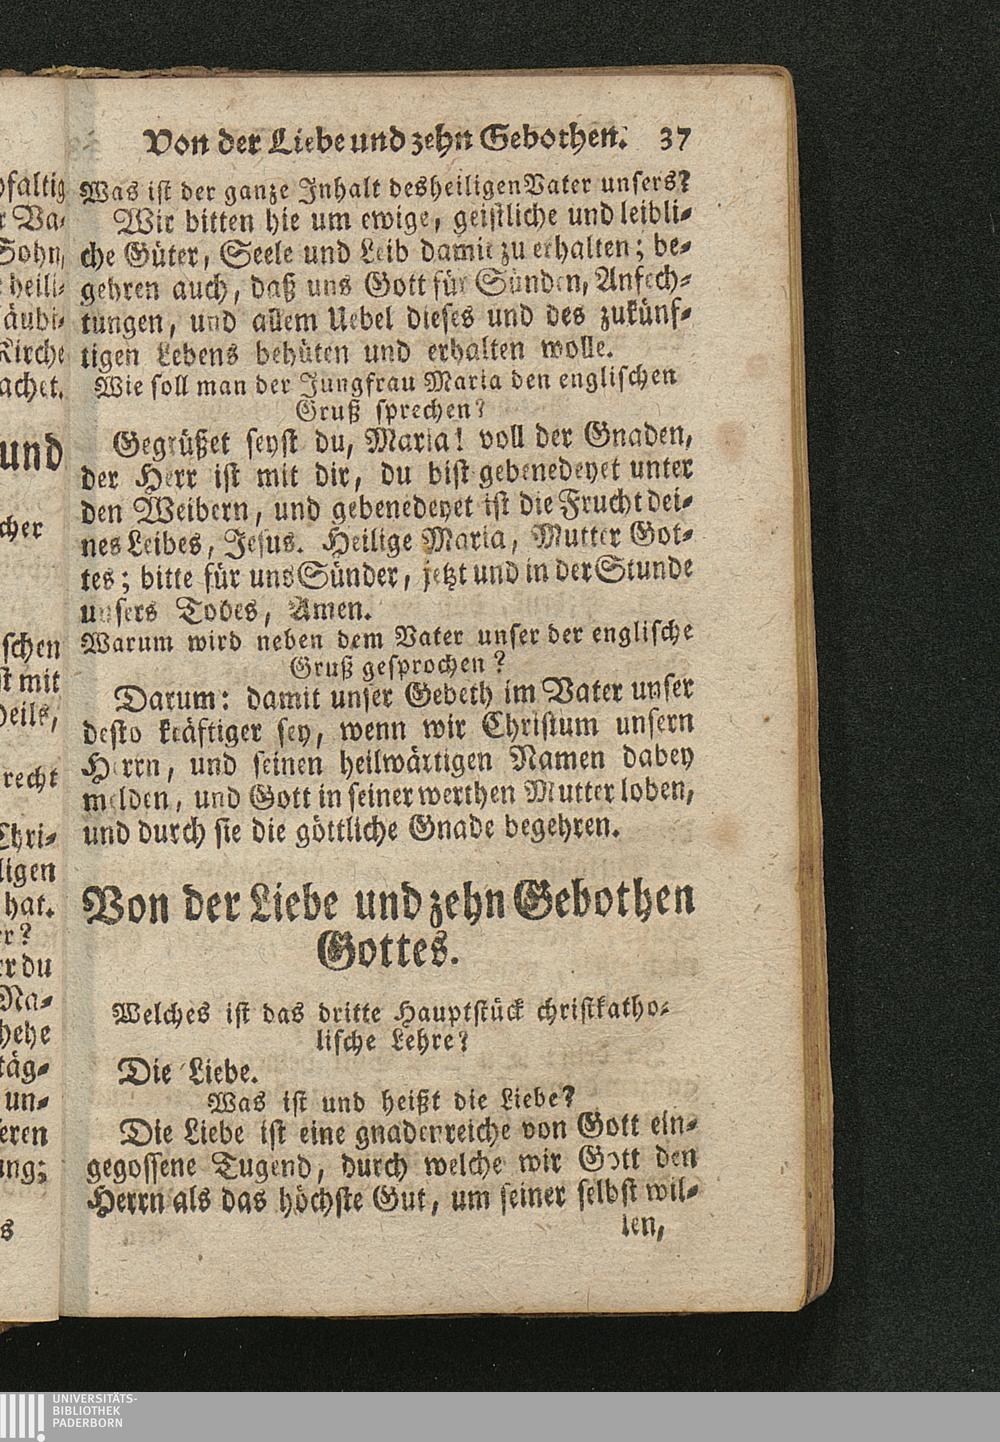 Von der Liebe und zehn Gebothen. 37
Was ist der ganze Inhalt des heiligen Vater unsers?
Wir bitten hie um ewige, geistliche und leibli-
che Güter, Seele und Leib damit zu erhalten; be-
gehren auch, daß uns Gott für Sünden, Anfech-
tungen, und allem Uebel dieses und des zukünf-
tigen Lebens behüten und erhalten wolle.
Wie soll man der Jungfrau Maria den englischen
Gruß sprechen?
Gegrüßet seyst du, Maria! voll der Gnaden,
der Herr ist mit dir, du bist gebenedeyet unter
den Weibern, und gebenedeyet ist die Frucht dei-
nes Leibes, Jesus. Heilige Maria, Mutter Got-
tes; bitte für uns Sünder, jetzt und in der Stunde
unsers Todes, Amen.
Warum wird neben dem Vater unser der englische
Gruß gesprochen?
Darum: damit unser Gebeth im Vater unser
desto kräftiger sey, wenn wir Christum unsern
Herrn, und seinen heilwärtigen Namen dabey
melden, und Gott in seiner werthen Mutter loben,
und durch sie die göttliche Gnade begehren.
Von der Liebe und zehn Gebothen
Gottes.
Welches ist das dritte Hauptstück christkatho-
lische Lehre?
Die Liebe.
Was ist und heißt die Liebe?
Die Liebe ist eine gnadenreiche von Gott ein-
gegossene Tugend, durch welche wir Gott den
Herrn als das höchste Gut, um seiner selbst wil-
len,
UNIVERSITÄTS-
BIBLIOTHEK
PADERBORN